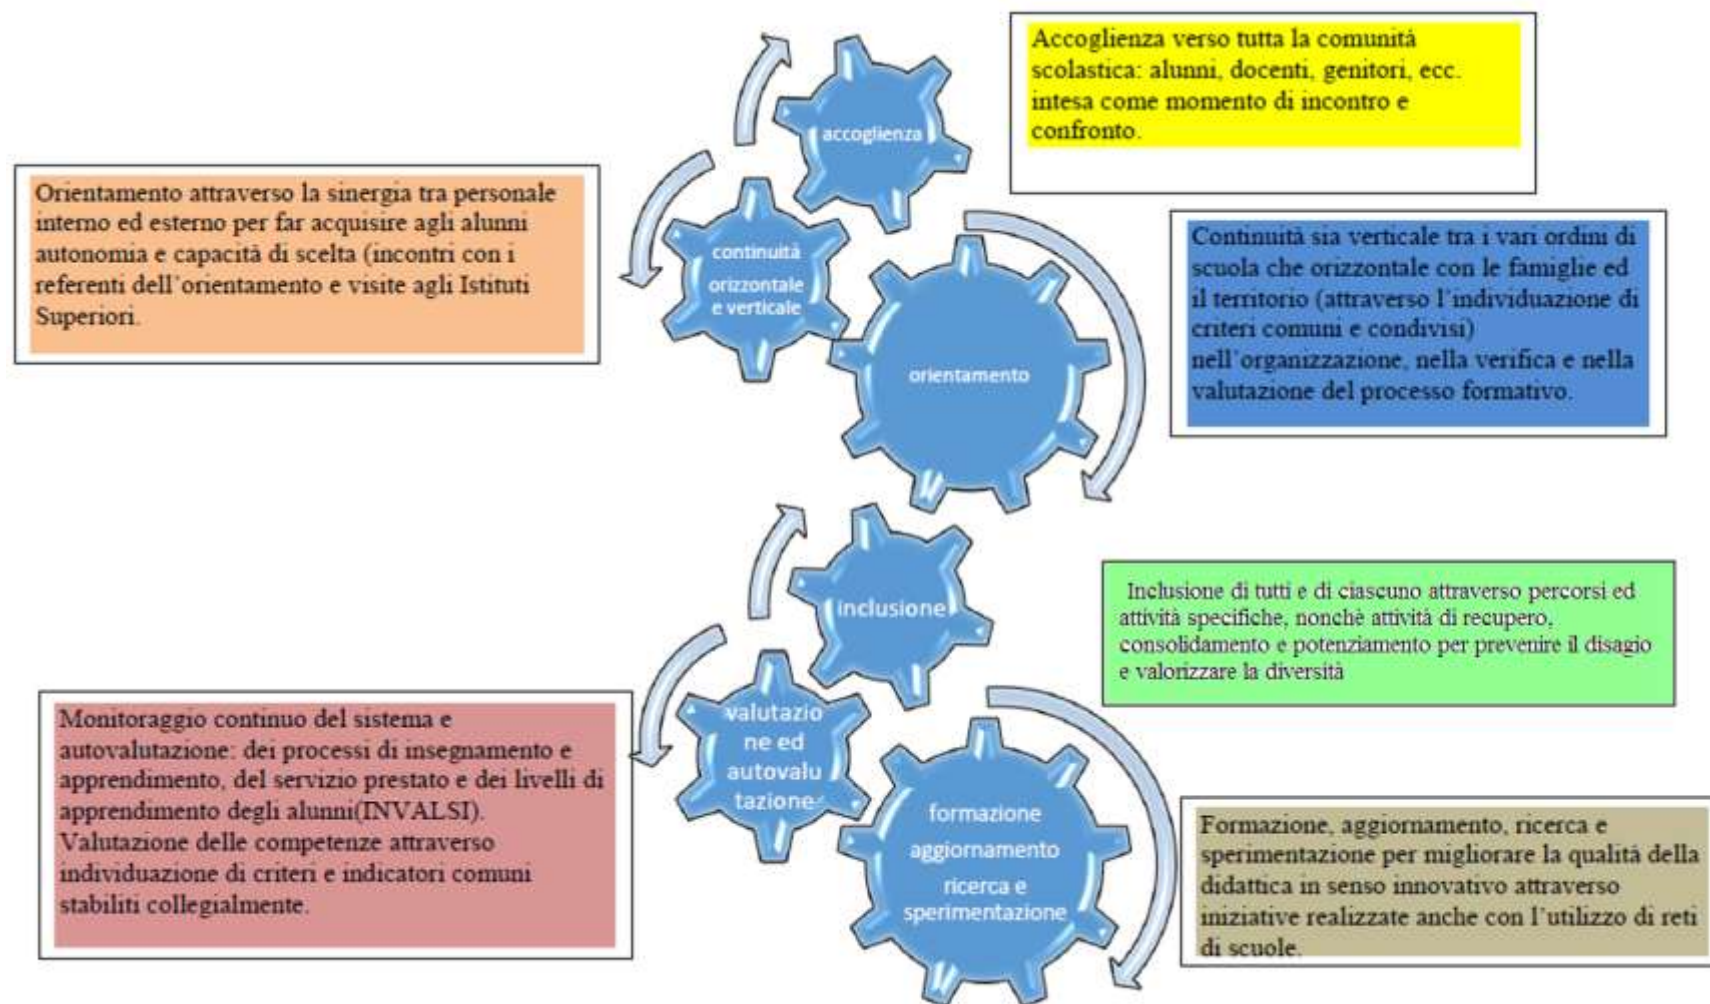 accoglienza
Accoglienza verso tutta la comunità
scolastica: alunni, docenti, genitori, ecc.
intesa come momento di incontro e
confronto.
Orientamento attraverso la sinergia tra personale
interno ed esterno per far acquisire agli alunni
autonomia e capacità di scelta (incontri con i
referenti dell'orientamento e visite agli Istituti
Superiori.
continuità
orizzontale
e verticale
Continuità sia verticale tra i vari ordini di
scuola che orizzontale con le famiglie ed
il territorio (attraverso l'individuazione di
criteri comuni e condivisi)
nell'organizzazione, nella verifica e nella
valutazione del processo formativo.
orientamento
inclusione
Inclusione di tutti e di ciascuno attraverso percorsi ed
attività specifiche, nonchè attività di recupero,
consolidamento e potenziamento per prevenire il disagio
e valorizzare la diversità
Monitoraggio continuo del sistema e
autovalutazione: dei processi di insegnamento e
apprendimento, del servizio prestato e dei livelli di
apprendimento degli alunni(INVALSI).
Valutazione delle competenze attraverso
individuazione di criteri e indicatori comuni
stabiliti collegialmente.
valutazio
ne ed
autovalu
tazione
formazione
aggiornamento
ricerca e
sperimentazione
Formazione, aggiornamento, ricerca e
sperimentazione per migliorare la qualità della
didattica in senso innovativo attraverso
iniziative realizzate anche con l'utilizzo di reti
di scuole.